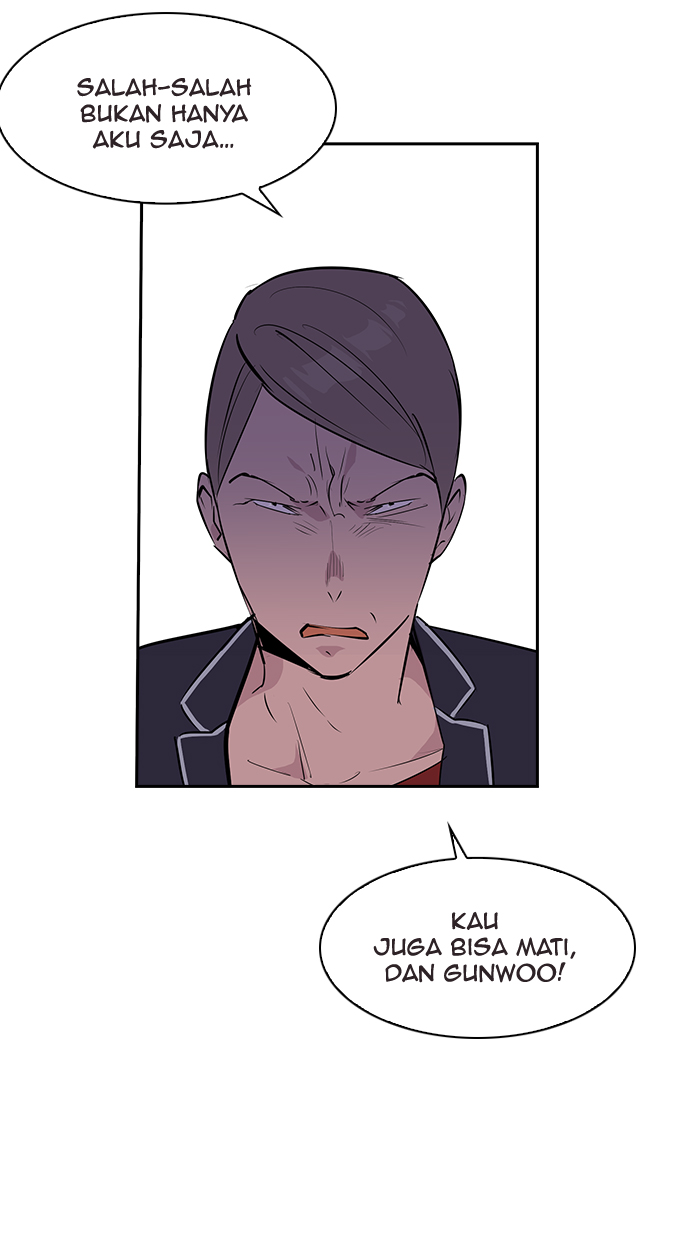 SALAH-SALAH
BUKAN HANYA
AKU SAJA...
KAU
JUGA BISA MATI,
DAN GUNWOO!